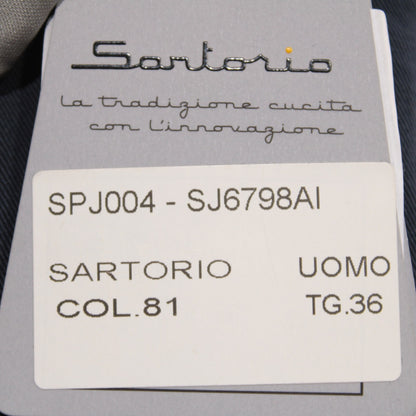 Sartorio
la tradizione cucita
con l'innovazione
SPJ004 - SJ6798AI
SARTORIO UOMO
COL.81 TG.36